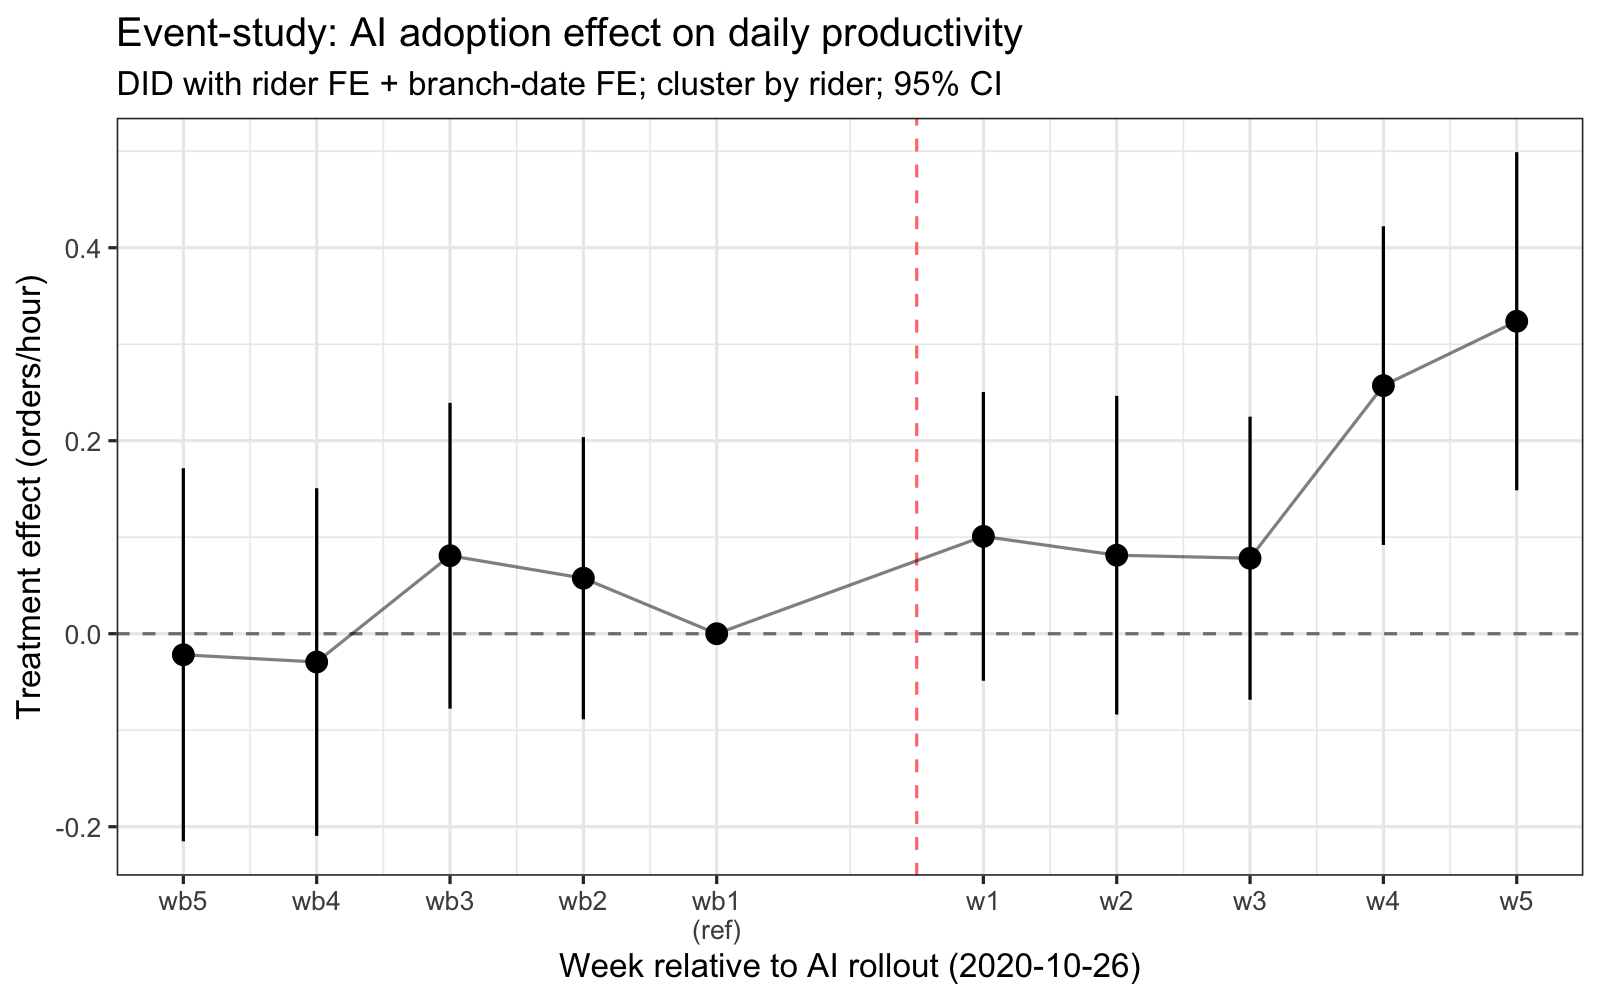 Event-study: AI adoption effect on daily productivity
DID with rider FE + branch-date FE; cluster by rider; 95% CI
Treatment effect (orders/hour)
0.4
0.2
0.0
-0.2
wb5 wb4 wb3 wb2 wb1 w1 w2 w3 w4 w5
(ref)
Week relative to AI rollout (2020-10-26)